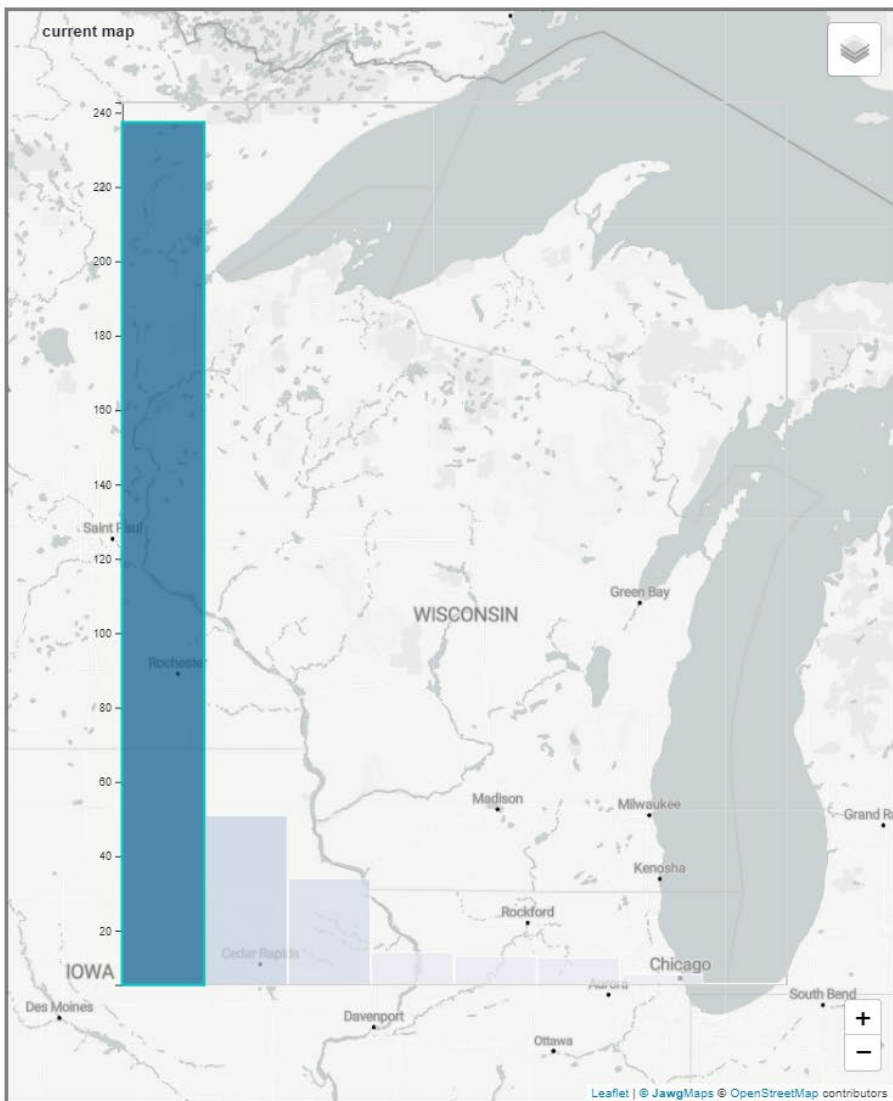 current map
240
220
200
180
160
140
Saint Paul
120
Green Bay
100
WISCONSIN
Rochester
80
60
Madison
Milwaukee
Grand Ra
40
Kenosha
Rockford
20
Cedar Rapids
IOWA
Chicago
Aurora
Des Moines
South Bend
Davenport
+
Ottawa
−
Leaflet | © JawgMaps © OpenStreetMap contributors